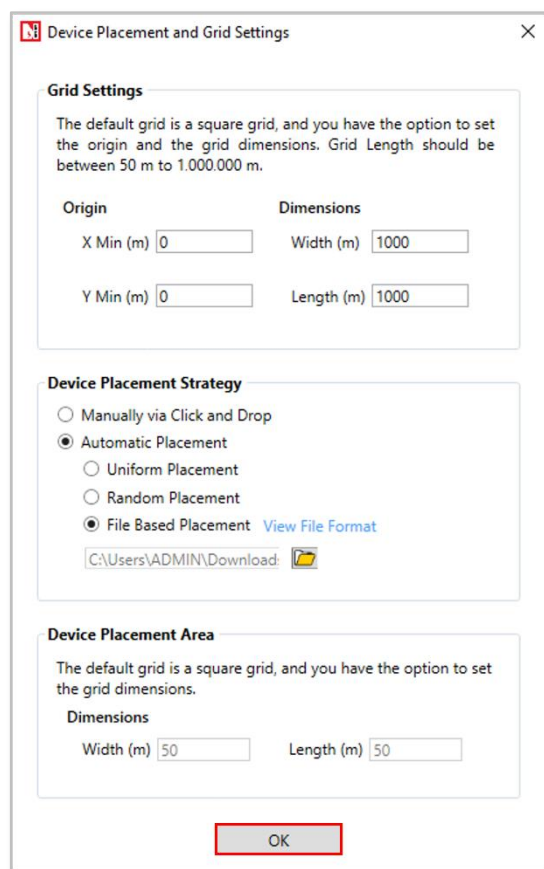 Device Placement and Grid Settings
Grid Settings
The default grid is a square grid, and you have the option to set
the origin and the grid dimensions. Grid Length should be
between 50 m to 1.000.000 m.
Origin Dimensions
X Min (m) 0 Width (m) 1000
Y Min (m) 0 Length (m) 1000
Device Placement Strategy
Manually via Click and Drop
Automatic Placement
Uniform Placement
Random Placement
File Based Placement View File Format
C:\Users\ADMIN\Download:
Device Placement Area
The default grid is a square grid, and you have the option to set
the grid dimensions.
Dimensions
Width (m) 50 Length (m) 50
OK